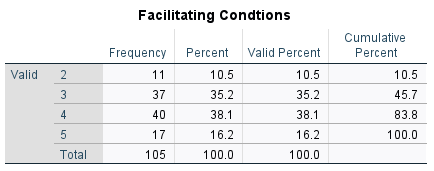 Facilitating Condtions
Frequency Percent Valid Percent Cumulative Percent
Valid 2 11 10.5 10.5 10.5
3 37 35.2 35.2 45.7
4 40 38.1 38.1 83.8
5 17 16.2 16.2 100.0
Total 105 100.0 100.0